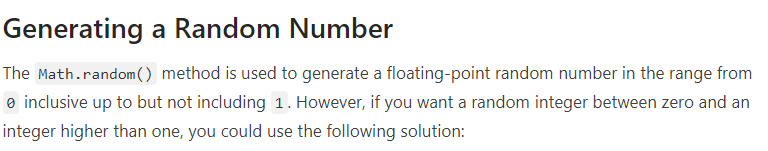 Generating a Random Number
The Math.random() method is used to generate a floating-point random number in the range from
0 inclusive up to but not including 1. However, if you want a random integer between zero and an
integer higher than one, you could use the following solution: